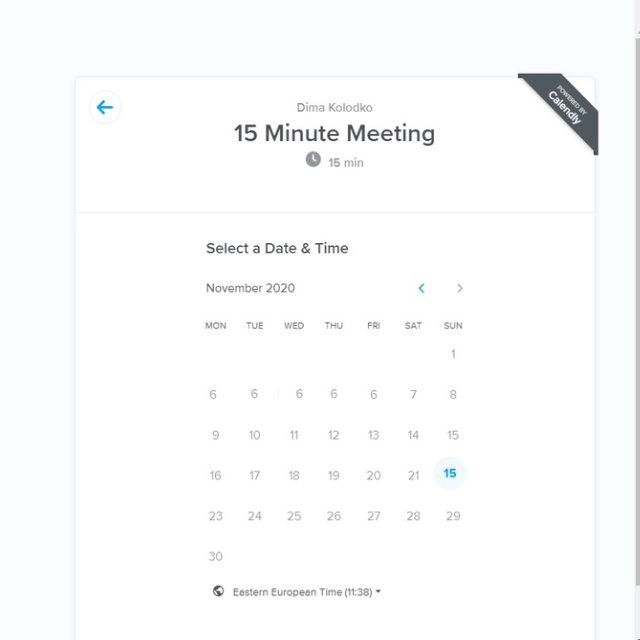 POWERED BY
Calendly
Dima Kolodko
15 Minute Meeting
15 min
Select a Date & Time
November 2020
MON TUE WED THU FRI SAT SUN
1
6 6 6 6 6 7 8
9 10 11 12 13 14 15
16 17 18 19 20 21 15
23 24 25 26 27 28 29
30
Eastern European Time (11:38)